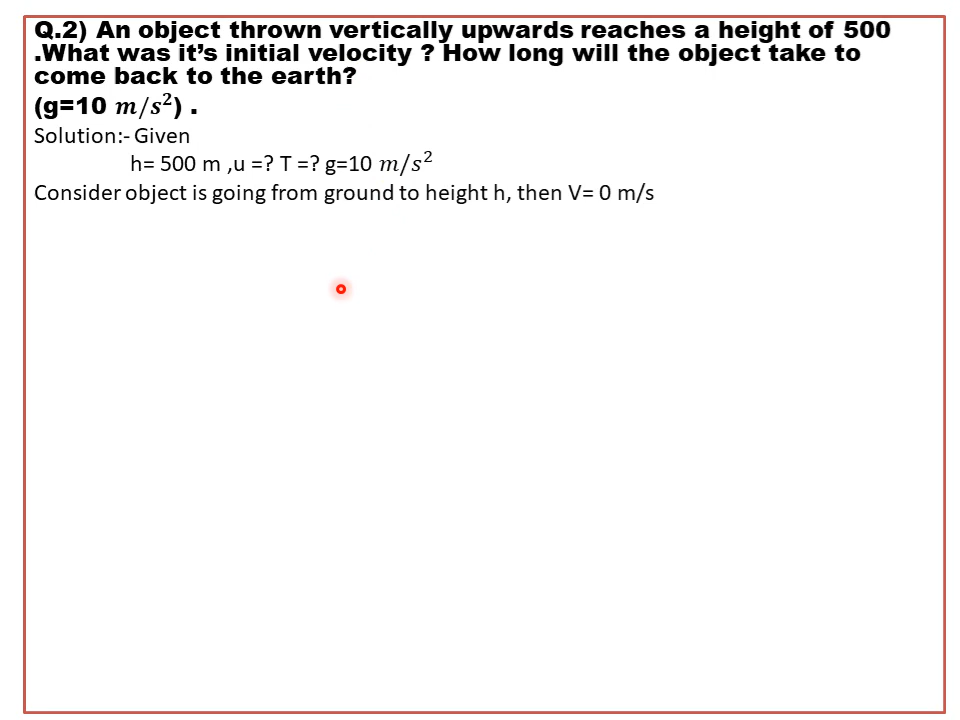 Q.2) An object thrown vertically upwards reaches a height of 500
.What was it’s initial velocity ? How long will the object take to
come back to the earth?
(g=10 m/s²) .
Solution:- Given
h= 500 m ,u =? T =? g=10 m/s²
Consider object is going from ground to height h, then V= 0 m/s